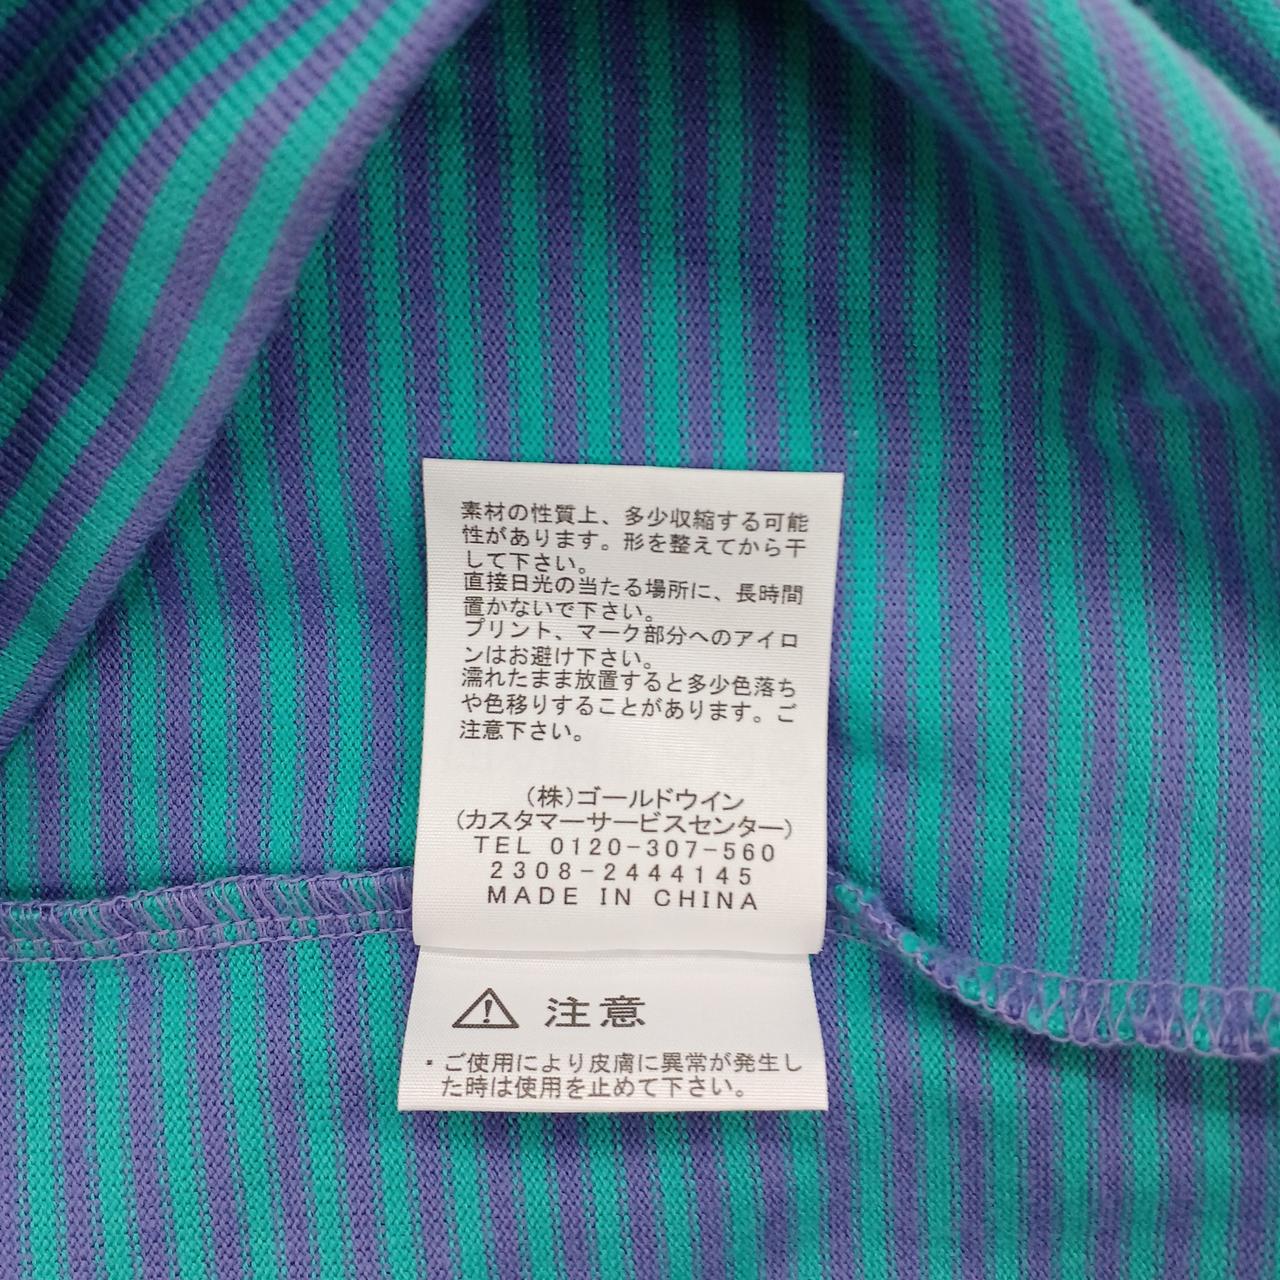 素材の性質上、多少収縮する可能
性があります。形を整えてから干
して下さい。
直接日光の当たる場所に、長時間
置かないで下さい。
プリント、マーク部分へのアイロ
ンはお避け下さい。
濡れたまま放置すると多少色落ち
や色移りすることがあります。ご
注意下さい。
(株)ゴールドウイン
(カスタマーサービスセンター)
TEL 0120-307-560
2308-2444145
MADE IN CHINA
注意
・ご使用により皮膚に異常が発生し
た時は使用を止めて下さい。